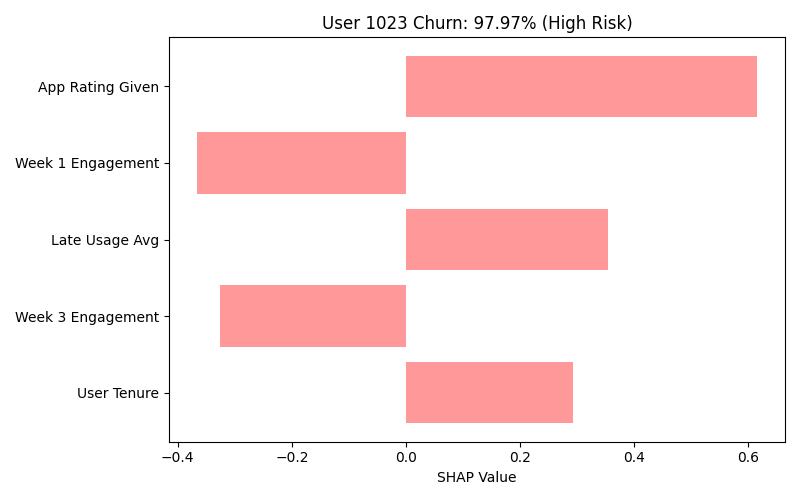 User 1023 Churn: 97.97% (High Risk)
App Rating Given
Week 1 Engagement
Late Usage Avg
Week 3 Engagement
User Tenure
−0.4 −0.2 0.0 0.2 0.4 0.6
SHAP Value